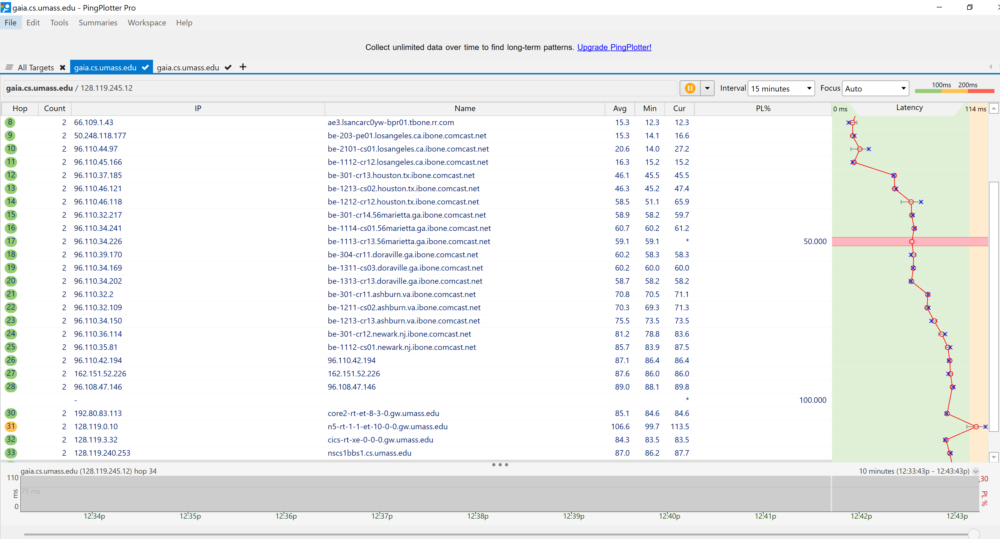 gaia.cs.umass.edu - PingPlotter Pro
File Edit Tools Summaries Workspace Help
Collect unlimited data over time to find long-term patterns. Upgrade PingPlotter!
All Targets gaia.cs.umass.edu gaia.cs.umass.edu +
gaia.cs.umass.edu / 128.119.245.12 Interval 15 minutes Focus Auto 100ms 200ms
Hop Count IP Name Avg Min Cur PL% 0 ms Latency 114 ms
8 2 66.109.1.43 ae3.lsancarc0yw-bpr01.tbone.rr.com 15.3 12.3 12.3
9 2 50.248.118.177 be-203-pe01.losangeles.ca.ibone.comcast.net 15.3 14.1 16.6
10 2 96.110.44.97 be-2101-cs01.losangeles.ca.ibone.comcast.net 20.6 14.0 27.2
11 2 96.110.45.166 be-1112-cr12.losangeles.ca.ibone.comcast.net 16.3 15.2 15.2
12 2 96.110.37.185 be-301-cr13.houston.tx.ibone.comcast.net 46.1 45.5 45.5
13 2 96.110.46.121 be-1213-cs02.houston.tx.ibone.comcast.net 46.3 45.2 47.4
14 2 96.110.46.118 be-1212-cr12.houston.tx.ibone.comcast.net 58.5 51.1 65.9
15 2 96.110.32.217 be-301-cr14.56marietta.ga.ibone.comcast.net 58.9 58.2 59.7
16 2 96.110.34.241 be-1114-cs01.56marietta.ga.ibone.comcast.net 60.7 60.2 61.2
17 2 96.110.34.226 be-1113-cr13.56marietta.ga.ibone.comcast.net 59.1 59.1 * 50.000
18 2 96.110.39.170 be-304-cr11.doraville.ga.ibone.comcast.net 60.2 58.3 58.3
19 2 96.110.34.169 be-1311-cs03.doraville.ga.ibone.comcast.net 60.2 60.0 60.0
20 2 96.110.34.202 be-1313-cr13.doraville.ga.ibone.comcast.net 58.7 58.2 58.2
21 2 96.110.32.2 be-301-cr11.ashburn.va.ibone.comcast.net 70.8 70.5 71.1
22 2 96.110.32.109 be-1211-cs02.ashburn.va.ibone.comcast.net 70.3 69.3 71.3
23 2 96.110.34.150 be-1213-cr13.ashburn.va.ibone.comcast.net 75.5 73.5 73.5
24 2 96.110.36.114 be-301-cr12.newark.nj.ibone.comcast.net 81.2 78.8 83.6
25 2 96.110.35.81 be-1112-cs01.newark.nj.ibone.comcast.net 85.7 83.9 87.5
26 2 96.110.42.194 96.110.42.194 87.1 86.4 86.4
27 2 162.151.52.226 162.151.52.226 87.6 86.0 86.0
28 2 96.108.47.146 96.108.47.146 89.0 88.1 89.8
- * 100.000
30 2 192.80.83.113 core2-rt-et-8-3-0.gw.umass.edu 85.1 84.6 84.6
31 2 128.119.0.10 n5-rt-1-1-et-10-0-0.gw.umass.edu 106.6 99.7 113.5
32 2 128.119.3.32 cics-rt-xe-0-0-0.gw.umass.edu 84.3 83.5 83.5
33 2 128.119.240.253 nscs1bbs1.cs.umass.edu 87.0 86.2 87.7
gaia.cs.umass.edu (128.119.245.12) hop 34 10 minutes (12:33:43p - 12:43:43p)
110 30
75 ms
ms PL %
0
12:34p 12:35p 12:36p 12:37p 12:38p 12:39p 12:40p 12:41p 12:42p 12:43p